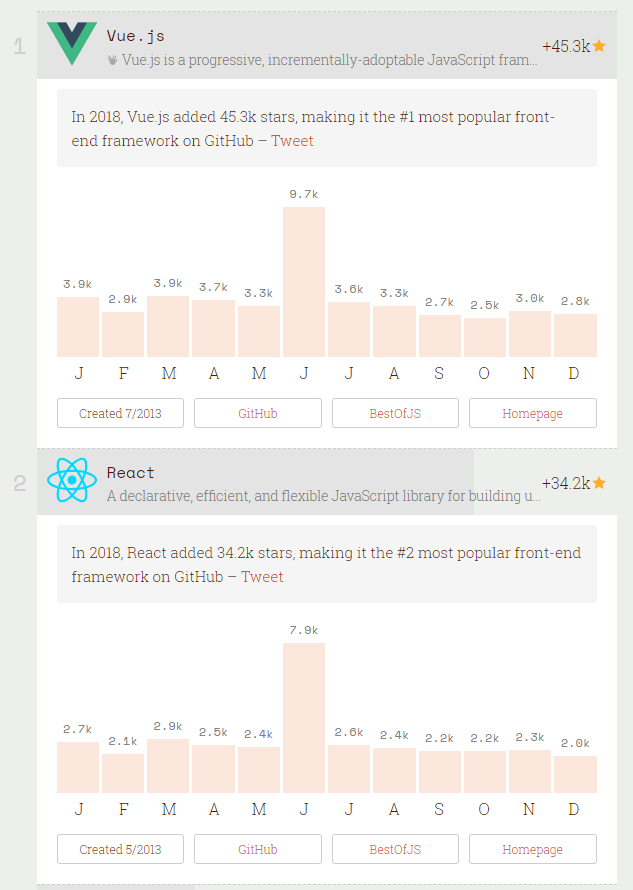 1
Vue.js
🖖 Vue.js is a progressive, incrementally-adoptable JavaScript fram...
+45.3k★
In 2018, Vue.js added 45.3k stars, making it the #1 most popular front-
end framework on GitHub – Tweet
3.9k 2.9k 3.9k 3.7k 3.3k 9.7k 3.6k 3.3k 2.7k 2.5k 3.0k 2.8k
J F M A M J J A S O N D
Created 7/2013 GitHub BestOfJS Homepage
2
React
A declarative, efficient, and flexible JavaScript library for building u...
+34.2k★
In 2018, React added 34.2k stars, making it the #2 most popular front-end
framework on GitHub – Tweet
2.7k 2.1k 2.9k 2.5k 2.4k 7.9k 2.6k 2.4k 2.2k 2.2k 2.3k 2.0k
J F M A M J J A S O N D
Created 5/2013 GitHub BestOfJS Homepage